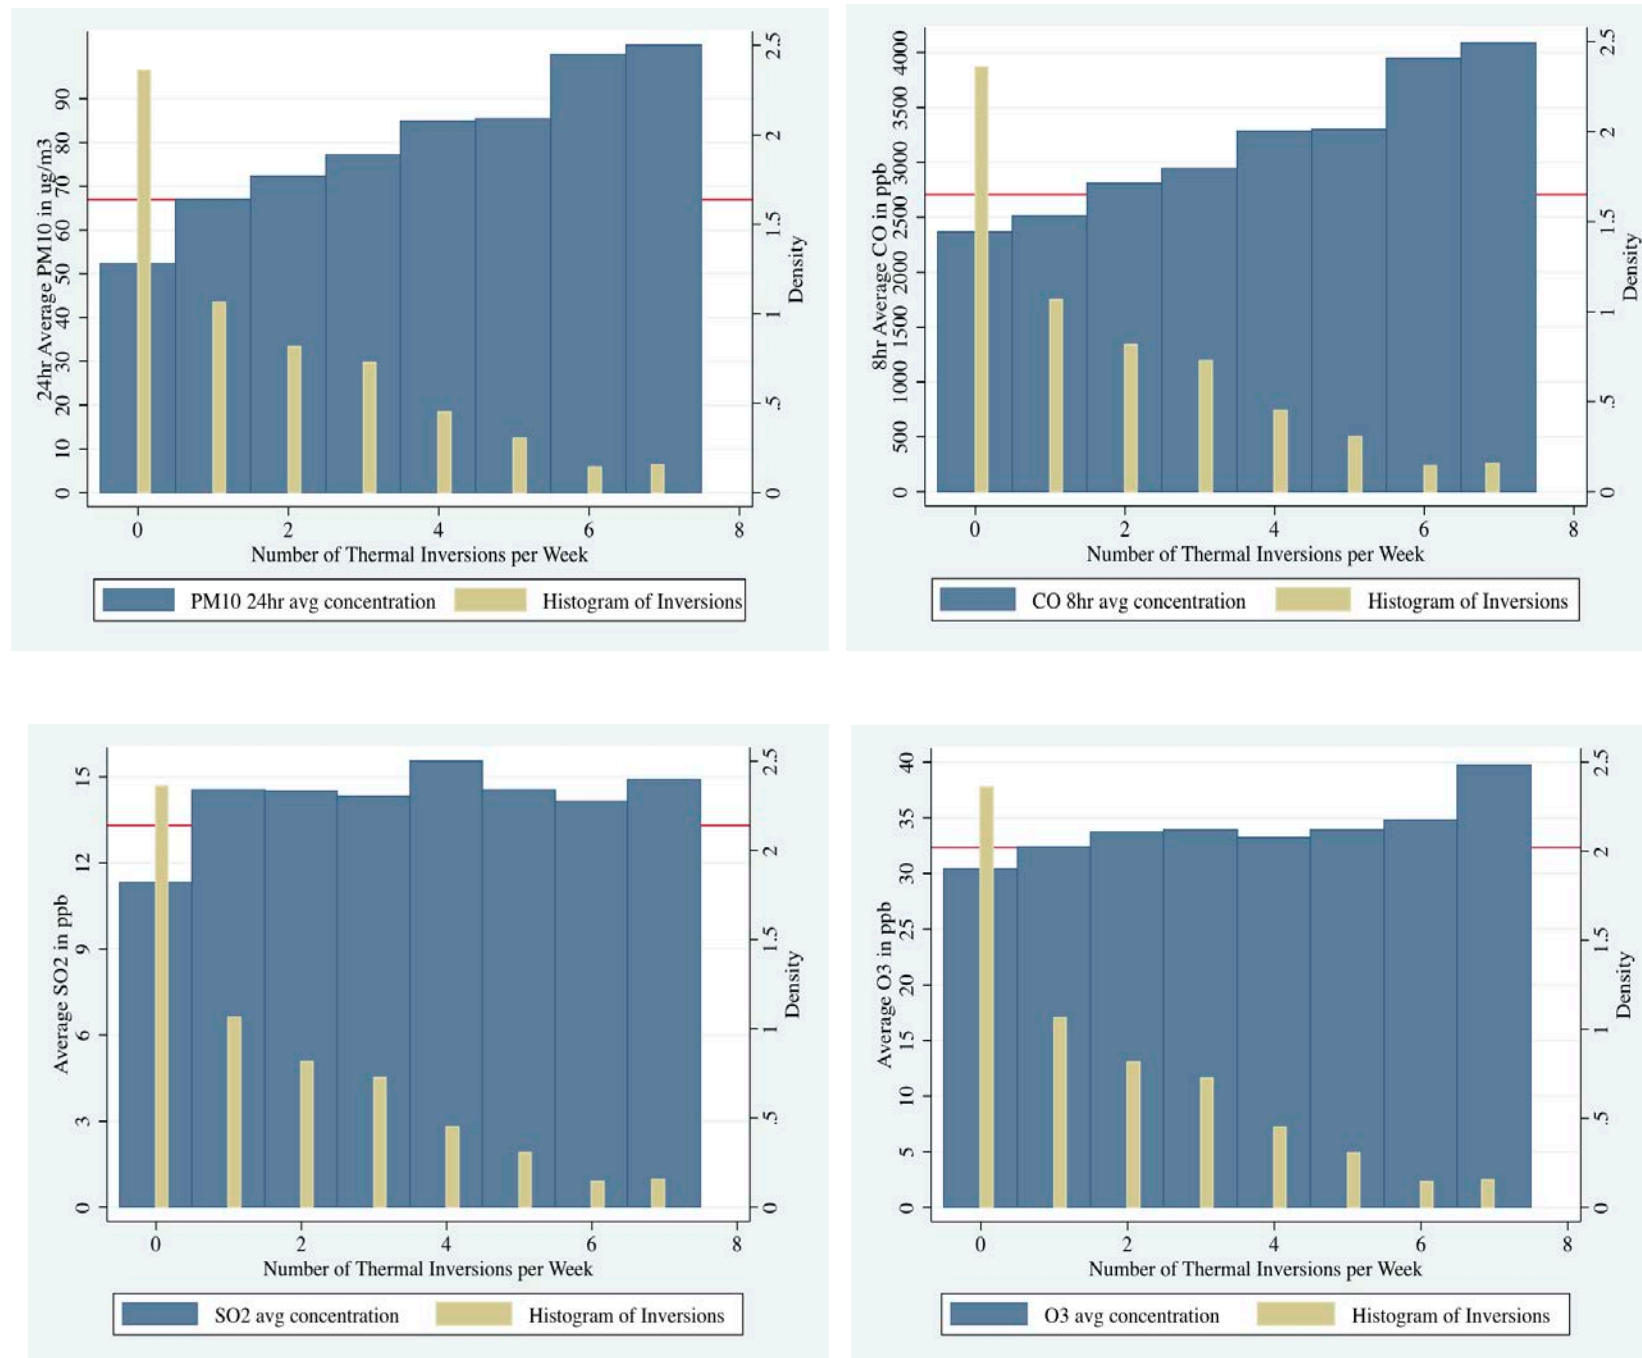 24hr Average PM10 in ug/m3
0 10 20 30 40 50 60 70 80 90
0 .5 1 1.5 2 2.5
Density
0 2 4 6 8
Number of Thermal Inversions per Week
PM10 24hr avg concentration Histogram of Inversions
8hr Average CO in ppb
0 500 1000 1500 2000 2500 3000 3500 4000
0 .5 1 1.5 2 2.5
Density
0 2 4 6 8
Number of Thermal Inversions per Week
CO 8hr avg concentration Histogram of Inversions
Average SO2 in ppb
0 3 6 9 12 15
0 .5 1 1.5 2 2.5
Density
0 2 4 6 8
Number of Thermal Inversions per Week
SO2 avg concentration Histogram of Inversions
Average O3 in ppb
0 5 10 15 20 25 30 35 40
0 .5 1 1.5 2 2.5
Density
0 2 4 6 8
Number of Thermal Inversions per Week
O3 avg concentration Histogram of Inversions